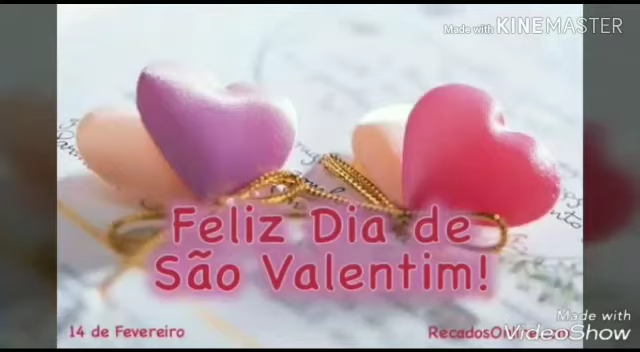 Made with KINEMASTER
Feliz Dia de
São Valentim!
14 de Fevereiro
Made with
VideoShow